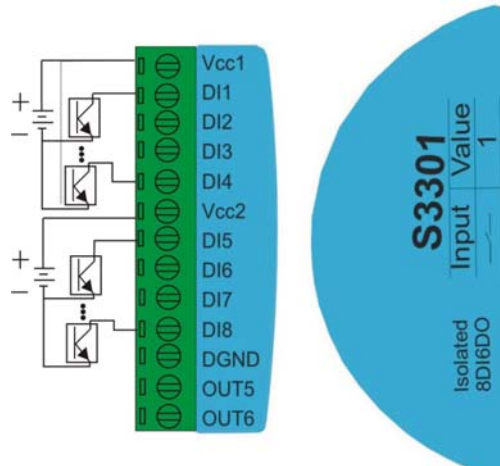 +
−
+
−
Vcc1
DI1
DI2
DI3
DI4
Vcc2
DI5
DI6
DI7
DI8
DGND
OUT5
OUT6
S3301
Input Value
1
Isolated
8DI6DO